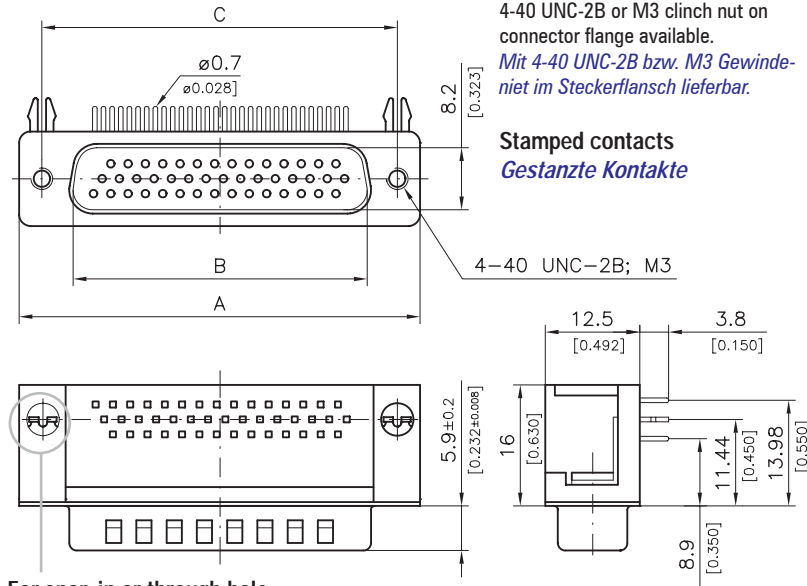 4-40 UNC-2B or M3 clinch nut on
connector flange available.
Mit 4-40 UNC-2B bzw. M3 Gewinde-
niet im Steckerflansch lieferbar.
Stamped contacts
Gestanzte Kontakte
C
ø0.7
ø0.028]
8.2
[0.323]
4-40 UNC-2B; M3
B
A
12.5
[0.492]
3.8
[0.150]
5.9±0.2
[0.232±0.008]
16
[0.630]
11.44
[0.450]
13.98
[0.550]
8.9
[0.350]
For snap-in or through hole